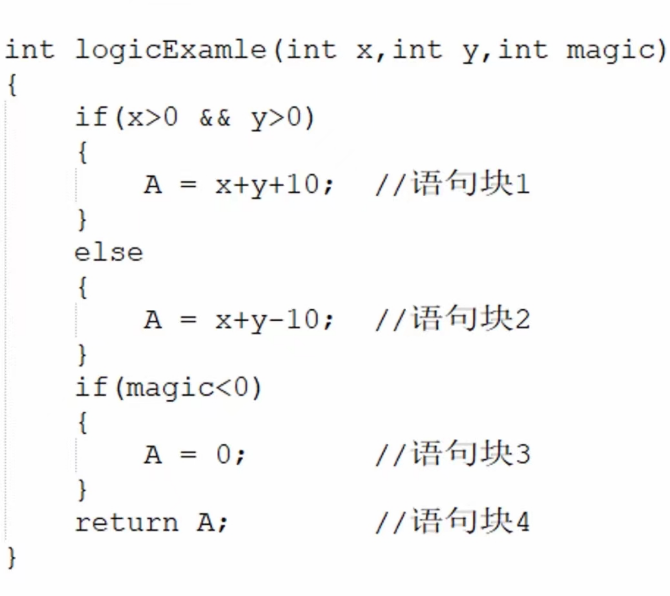 int logicExamle(int x,int y,int magic)
{
if(x>0 && y>0)
{
A = x+y+10; //语句块1
}
else
{
A = x+y-10; //语句块2
}
if(magic<0)
{
A = 0; //语句块3
}
return A; //语句块4
}